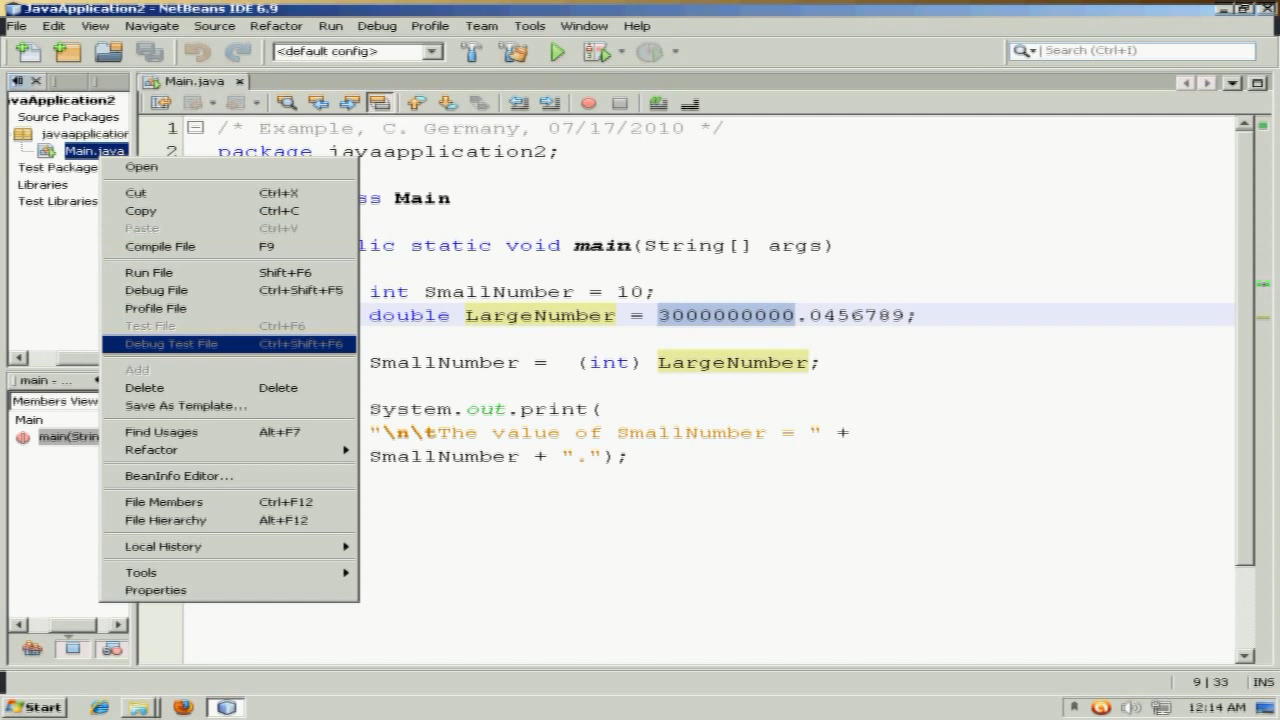 JavaApplication2 - NetBeans IDE 6.9
File Edit View Navigate Source Refactor Run Debug Profile Team Tools Window Help
<default config>
Search (Ctrl+I)
Main.java
vaApplication2
Source Packages
javaapplication
Main.java
Test Package
Libraries
Test Libraries
main - ...
Members View
Main
main(Strin
Open
Cut Ctrl+X
Copy Ctrl+C
Paste Ctrl+V
Compile File F9
Run File Shift+F6
Debug File Ctrl+Shift+F5
Profile File
Test File Ctrl+F6
Debug Test File Ctrl+Shift+F6
Add
Delete Delete
Save As Template...
Find Usages Alt+F7
Refactor
BeanInfo Editor...
File Members Ctrl+F12
File Hierarchy Alt+F12
Local History
Tools
Properties
1 /* Example, C. Germany, 07/17/2010 */
2 package javaapplication2;
ss Main
lic static void main(String[] args)
int SmallNumber = 10;
double LargeNumber = 3000000000.0456789;
SmallNumber = (int) LargeNumber;
System.out.print(
"\n\tThe value of SmallNumber = " +
SmallNumber + ".");
9 | 33 INS
Start
12:14 AM